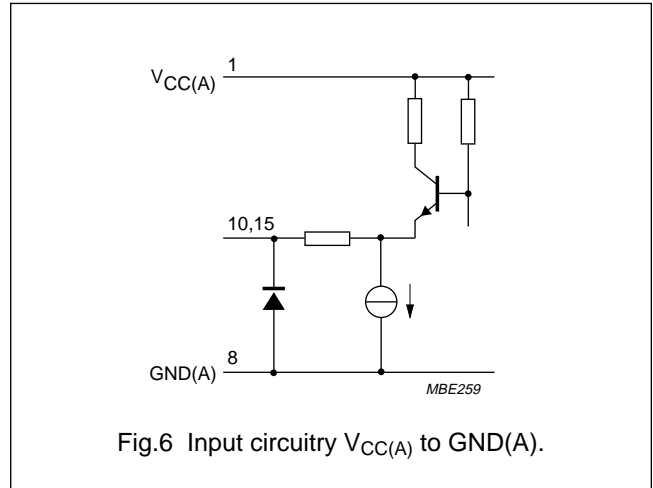 VCC(A) 1
10,15
GND(A) 8
MBE259
Fig.6 Input circuitry VCC(A) to GND(A).